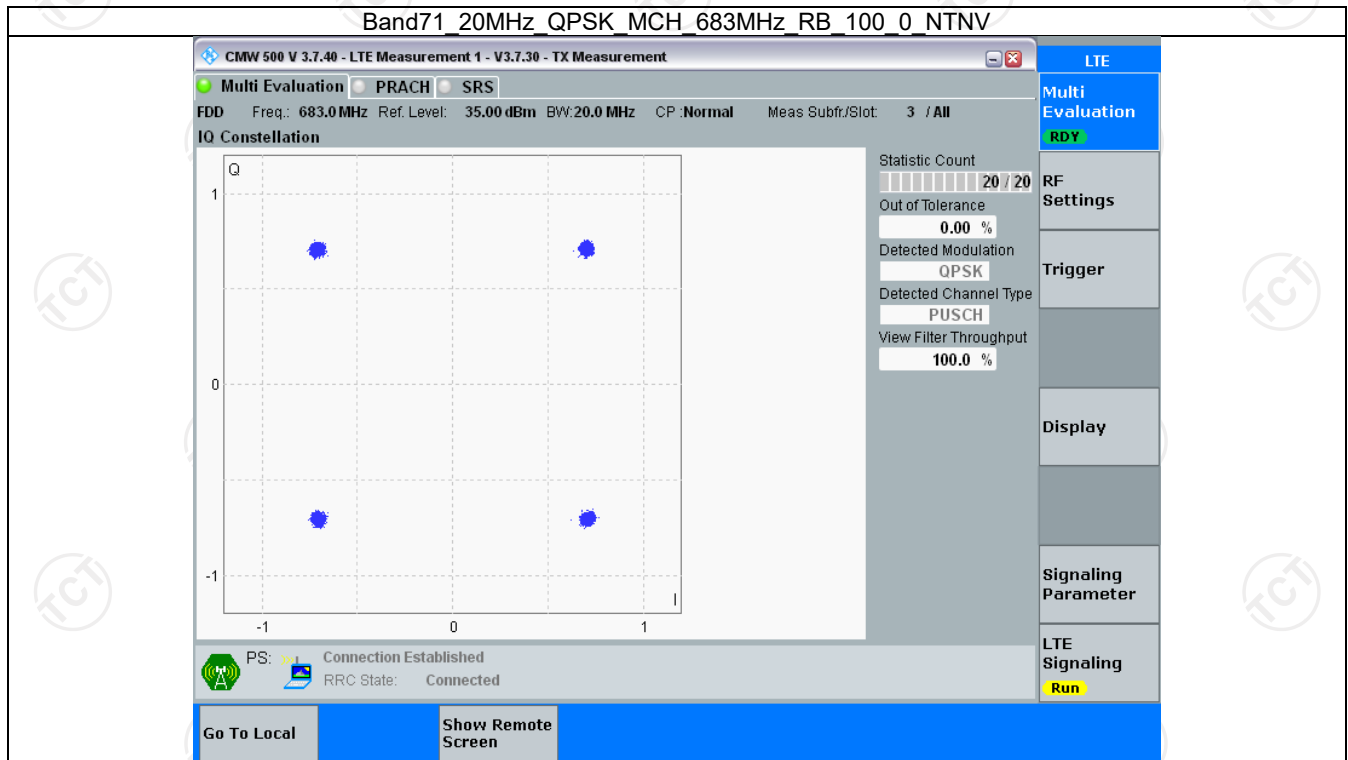 Band71_20MHz_QPSK_MCH_683MHz_RB_100_0_NTNV
CMW 500 V 3.7.40 - LTE Measurement 1 - V3.7.30 - TX Measurement
LTE
Multi Evaluation PRACH SRS
Multi
Evaluation
RDY
FDD Freq.: 683.0 MHz Ref. Level: 35.00 dBm BW: 20.0 MHz CP :Normal Meas Subfr./Slot: 3 / All
IQ Constellation
Q
1
0
-1
-1 0 1
I
Statistic Count
20 / 20
Out of Tolerance
0.00 %
Detected Modulation
QPSK
Detected Channel Type
PUSCH
View Filter Throughput
100.0 %
RF
Settings
Trigger
Display
Signaling
Parameter
LTE
Signaling
Run
PS: Connection Established
RRC State: Connected
Go To Local
Show Remote
Screen
TCT
TCT
TCT
TCT